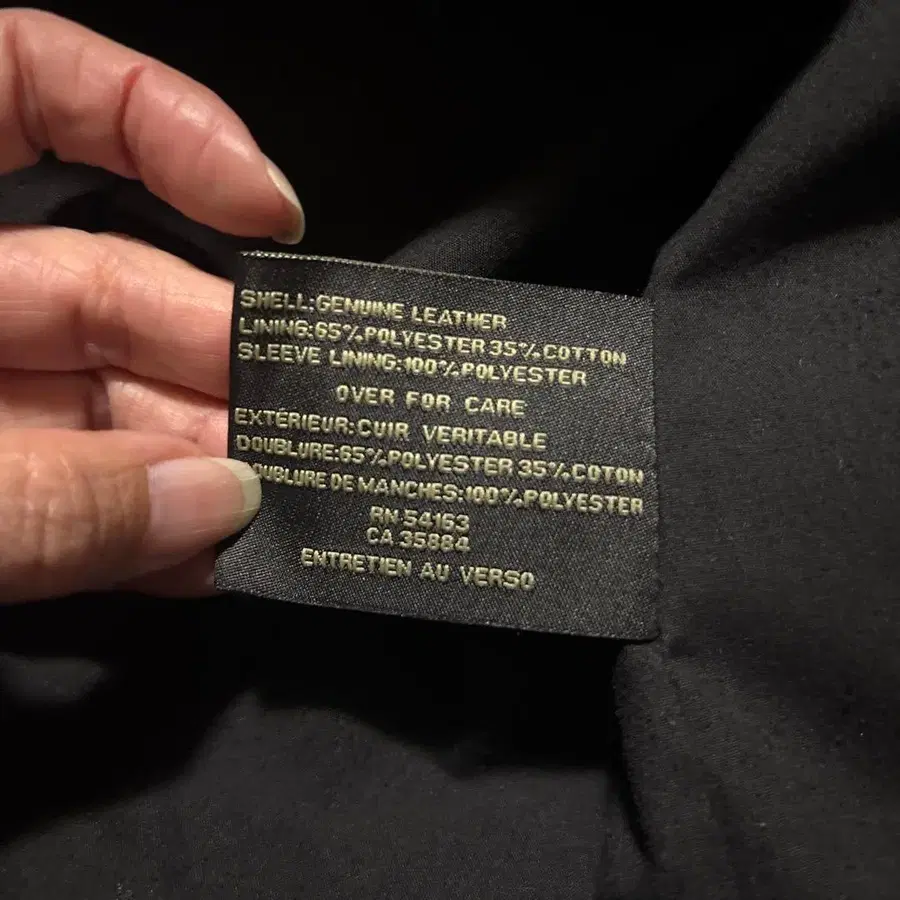 SHELL:GENUINE LEATHER
LINING:65%POLYESTER 35%COTTON
SLEEVE LINING:100%POLYESTER
OVER FOR CARE
EXTÉRIEUR:CUIR VERITABLE
DOUBLURE:65%POLYESTER 35%COTON
DOUBLURE DE MANCHES:100%POLYESTER
RN 54163
CA 35884
ENTRETIEN AU VERSO